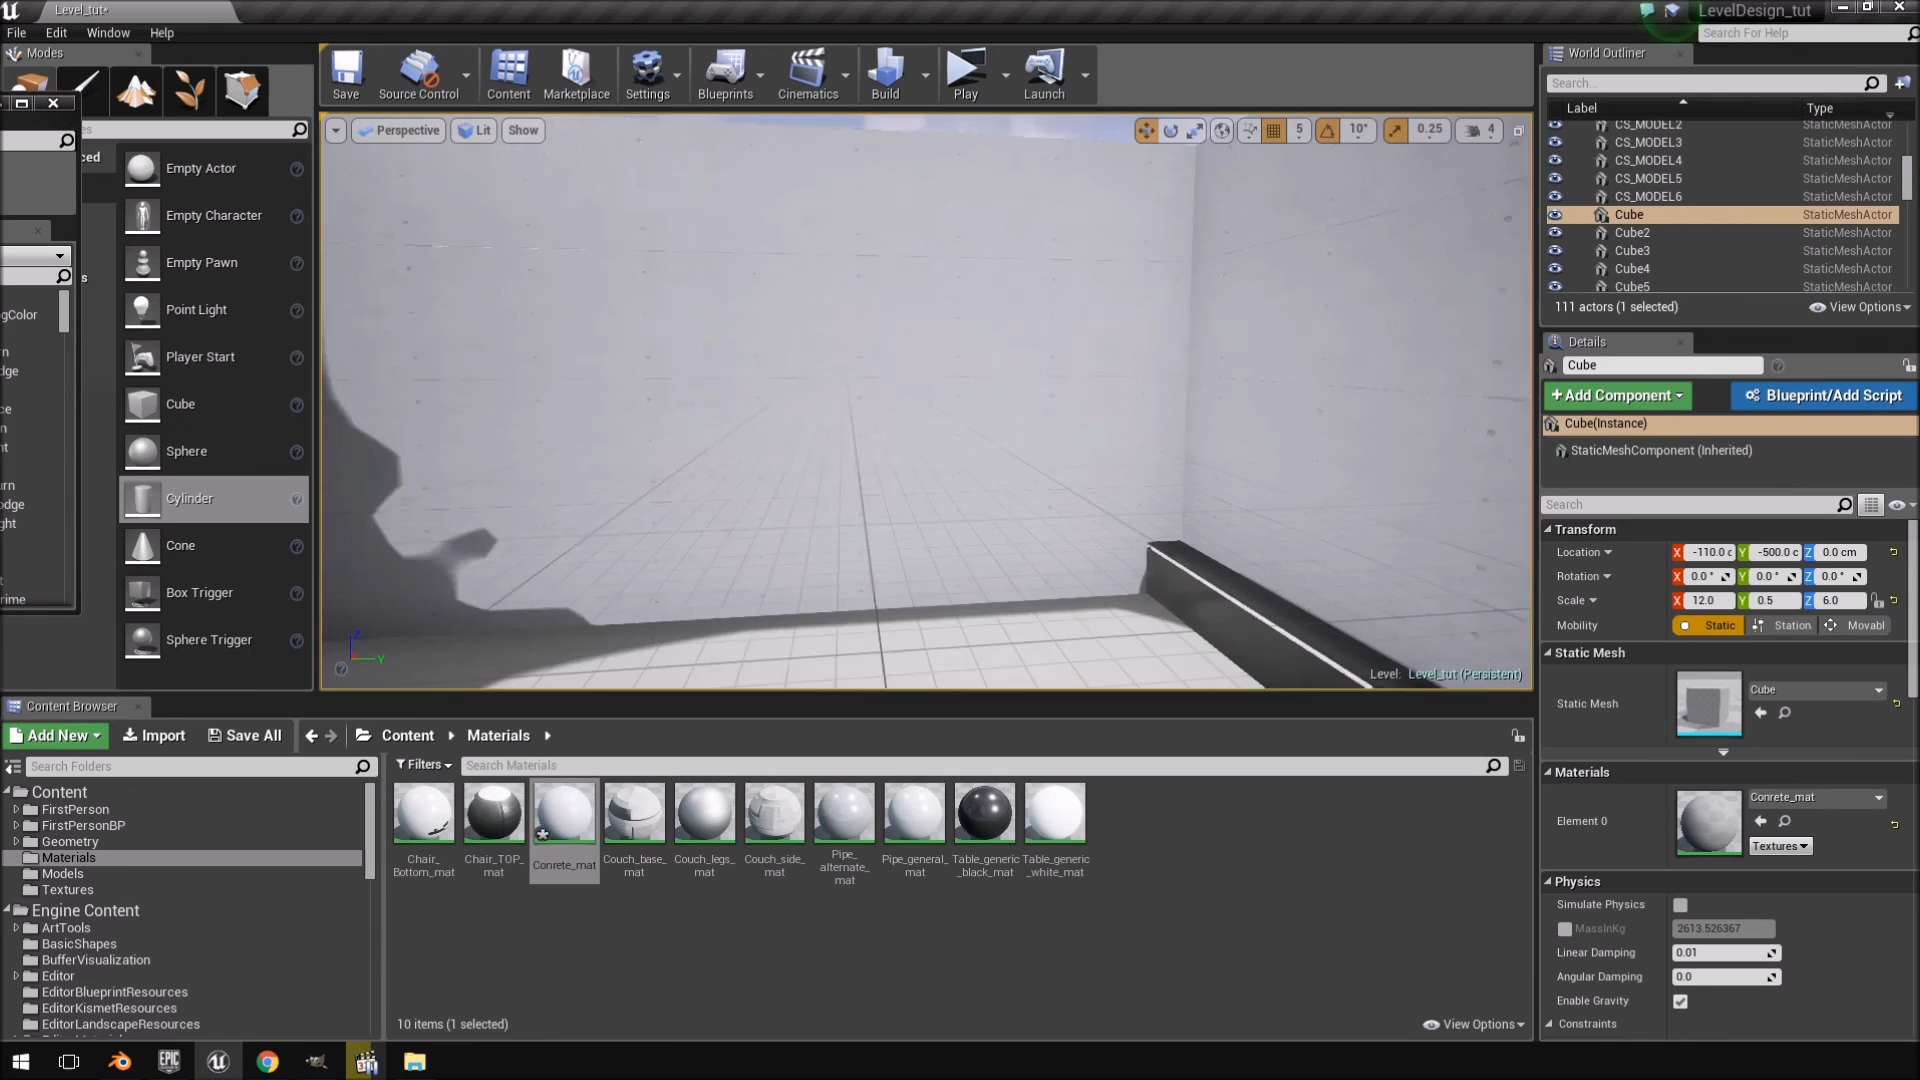 Level_tut*
LevelDesign_tut
File
Edit
Window
Help
Search For Help
Modes
Save
Source Control
Content
Marketplace
Settings
Blueprints
Cinematics
Build
Play
Launch
Perspective
Lit
Show
5
10°
0.25
4
Empty Actor
Empty Character
Empty Pawn
Point Light
Player Start
Cube
Sphere
Cylinder
Cone
Box Trigger
Sphere Trigger
Z
Y
Level: Level_tut (Persistent)
World Outliner
Search...
Label
Type
CS_MODEL2 StaticMeshActor
CS_MODEL3 StaticMeshActor
CS_MODEL4 StaticMeshActor
CS_MODEL5 StaticMeshActor
CS_MODEL6 StaticMeshActor
Cube StaticMeshActor
Cube2 StaticMeshActor
Cube3 StaticMeshActor
Cube4 StaticMeshActor
Cube5 StaticMeshActor
111 actors (1 selected)
View Options
Details
Cube
+Add Component
Blueprint/Add Script
Cube(Instance)
StaticMeshComponent (Inherited)
Search
Transform
Location X -110.0 c Y -500.0 c Z 0.0 cm
Rotation X 0.0 ° Y 0.0 ° Z 0.0 °
Scale X 12.0 Y 0.5 Z 6.0
Mobility Static Station Movabl
Static Mesh
Static Mesh
Cube
Materials
Element 0
Conrete_mat
Textures
Physics
Simulate Physics
MassInKg 2613.526367
Linear Damping 0.01
Angular Damping 0.0
Enable Gravity
Constraints
Content Browser
Add New
Import
Save All
Content
Materials
Search Folders
Filters
Search Materials
Content
FirstPerson
FirstPersonBP
Geometry
Materials
Models
Textures
Engine Content
ArtTools
BasicShapes
BufferVisualization
Editor
EditorBlueprintResources
EditorKismetResources
EditorLandscapeResources
Chair_
Bottom_mat
Chair_TOP_
mat
Conrete_mat
Couch_base_
mat
Couch_legs_
mat
Couch_side_
mat
Pipe_
alternate_
mat
Pipe_general_
mat
Table_generic
_black_mat
Table_generic
_white_mat
10 items (1 selected)
View Options
EPIC